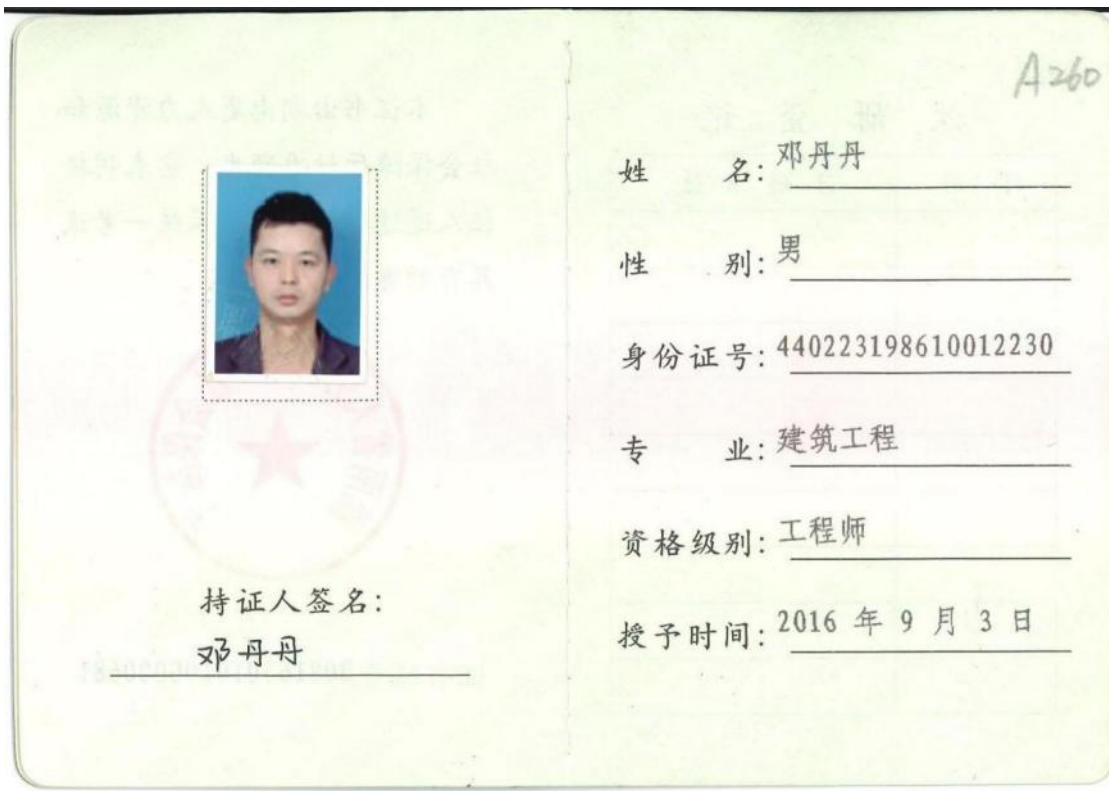 A260
姓 名: 邓丹丹
性 别: 男
身份证号: 440223198610012230
专 业: 建筑工程
资格级别: 工程师
授予时间: 2016 年 9 月 3 日
持证人签名:
邓丹丹